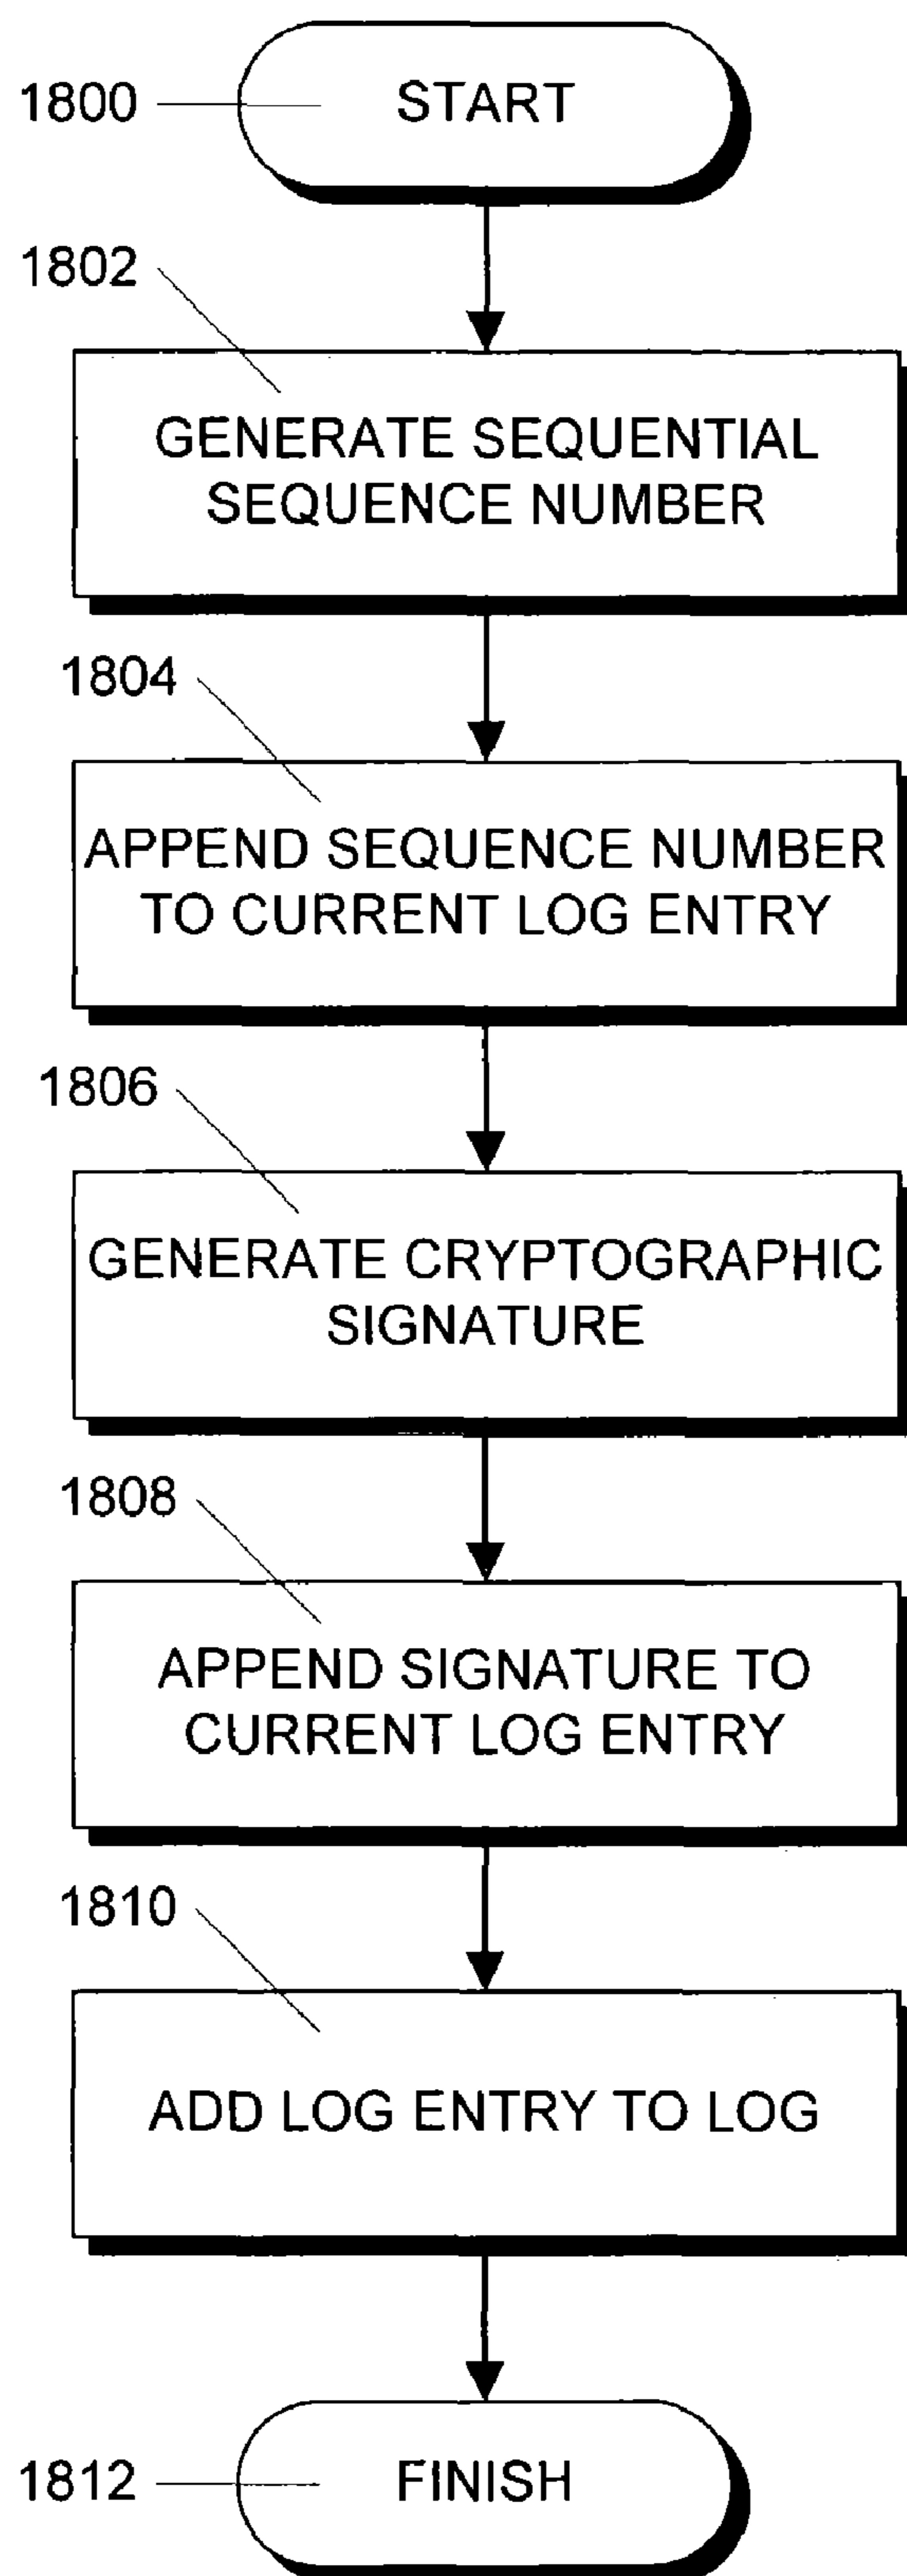 1800
START
1802
GENERATE SEQUENTIAL
SEQUENCE NUMBER
1804
APPEND SEQUENCE NUMBER
TO CURRENT LOG ENTRY
1806
GENERATE CRYPTOGRAPHIC
SIGNATURE
1808
APPEND SIGNATURE TO
CURRENT LOG ENTRY
1810
ADD LOG ENTRY TO LOG
1812
FINISH